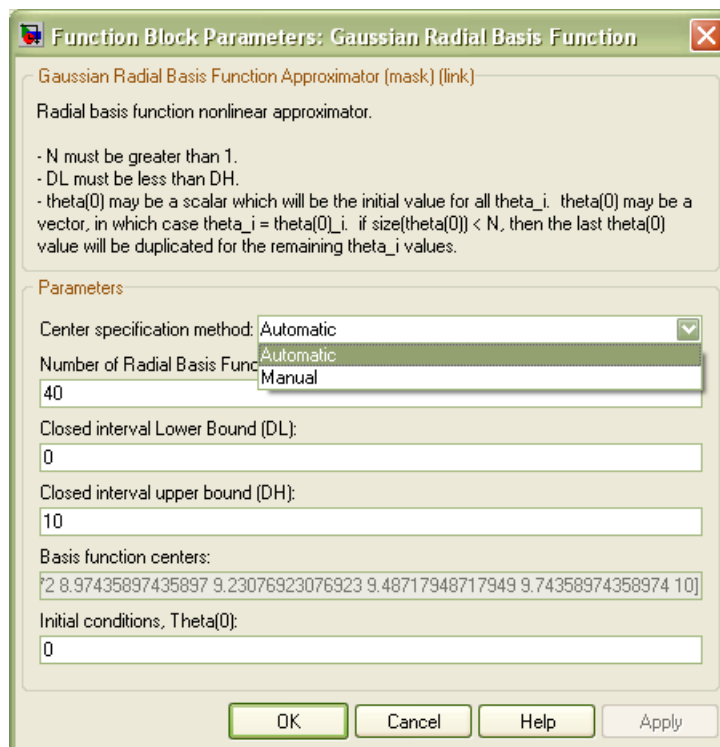 Function Block Parameters: Gaussian Radial Basis Function
Gaussian Radial Basis Function Approximator (mask) (link)
Radial basis function nonlinear approximator.
- N must be greater than 1.
- DL must be less than DH.
- theta(0) may be a scalar which will be the initial value for all theta_i.  theta(0) may be a
vector, in which case theta_i = theta(0)_i.  if size(theta(0)) < N, then the last theta(0)
value will be duplicated for the remaining theta_i values.
Parameters
Center specification method: Automatic
Automatic
Number of Radial Basis
Manual
40
Closed interval Lower Bound (DL):
0
Closed interval upper bound (DH):
10
Basis function centers:
8.97435897435897 9.23076923076923 9.48717948717949 9.74358974358974 10]
Initial conditions, Theta(0):
0
OK Cancel Help Apply